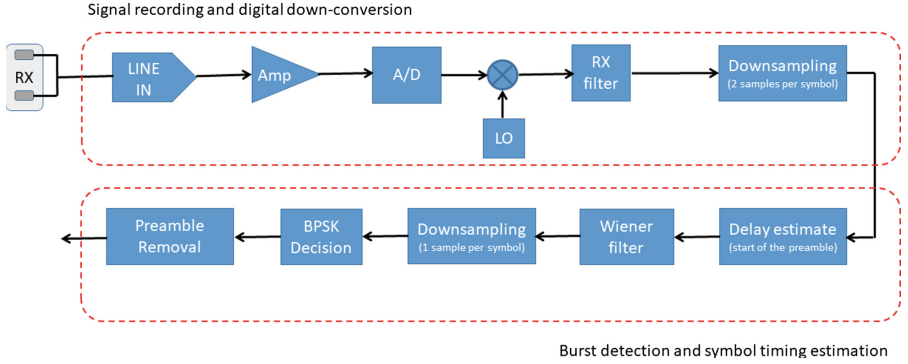 Signal recording and digital down-conversion
RX
LINE
IN
Amp
A/D
LO
RX
filter
Downsampling
(2 samples per symbol)
Preamble
Removal
BPSK
Decision
Downsampling
(1 sample per symbol)
Wiener
filter
Delay estimate
(start of the preamble)
Burst detection and symbol timing estimation